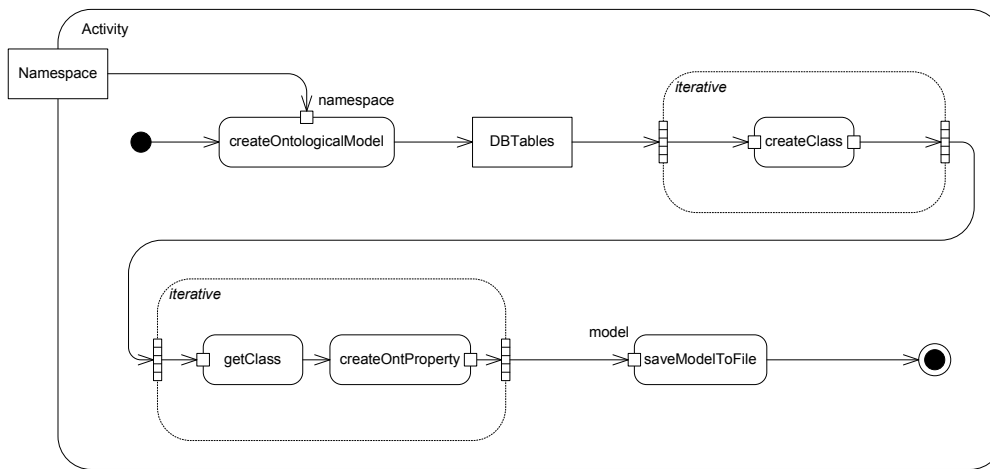 Activity
Namespace
namespace
iterative
createOntologicalModel
DBTables
createClass
iterative
model
getClass
createOntProperty
saveModelToFile